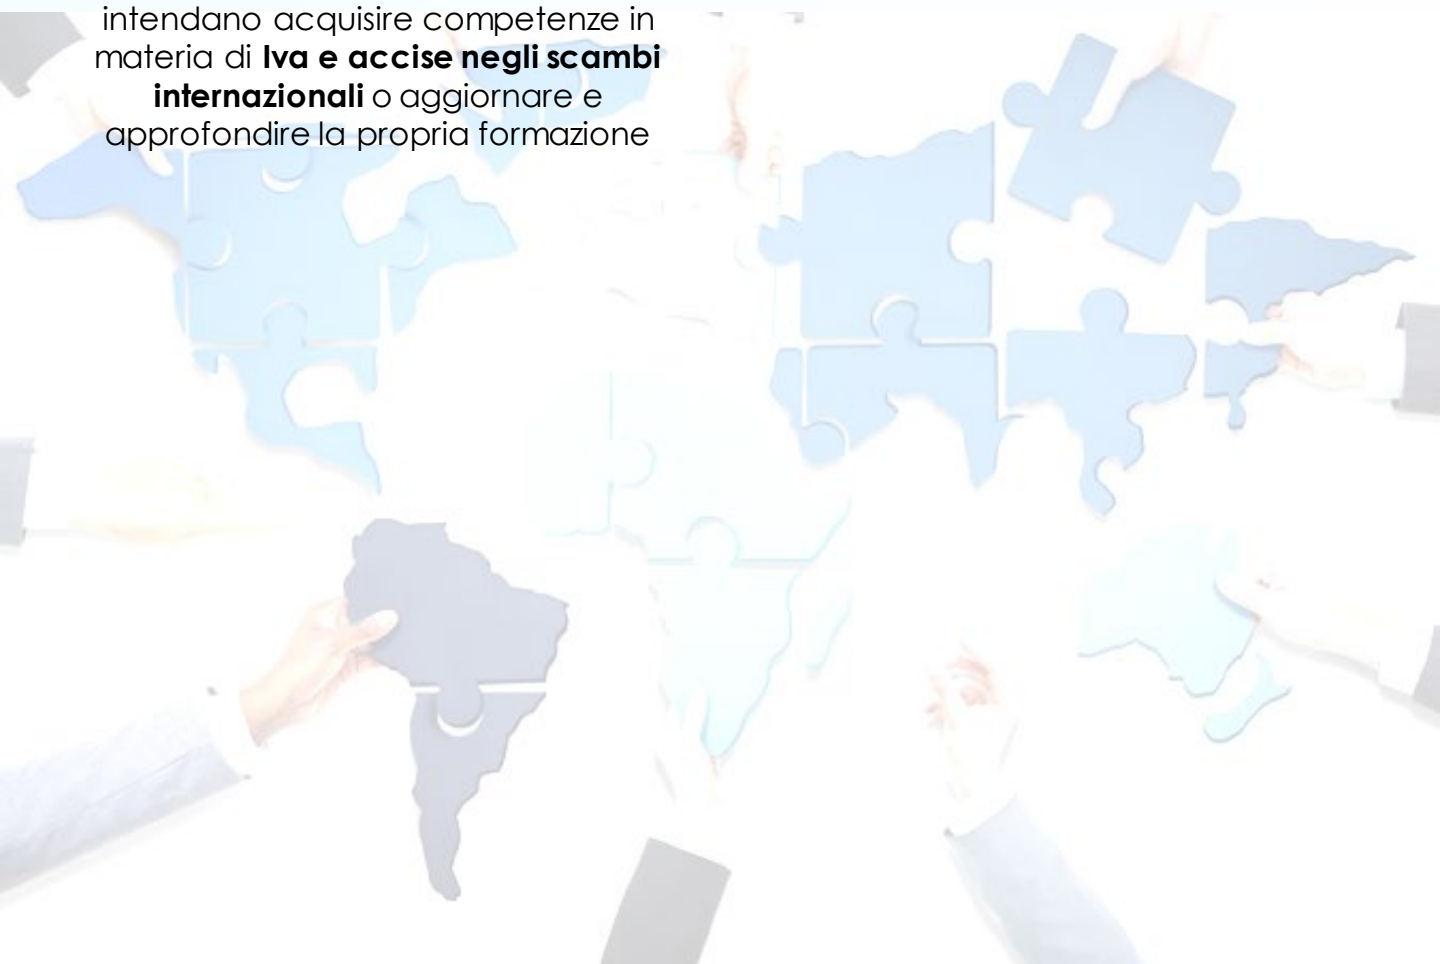 intendano acquisire competenze in
materia di Iva e accise negli scambi
internazionali o aggiornare e
approfondire la propria formazione